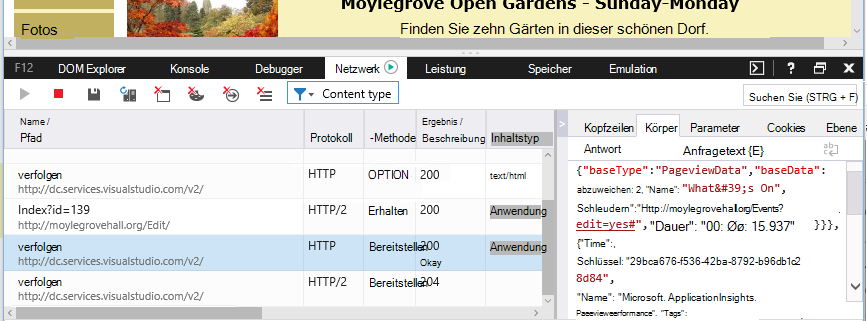 Moylegrove Open Gardens - Sunday-Monday
Fotos
Finden Sie zehn Gärten in dieser schönen Dorf.
F12 DOM Explorer Konsole Debugger Netzwerk Leistung Speicher Emulation
Content type
Suchen Sie (STRG + F)
Name /
Pfad
Protokoll
-Methode
Ergebnis /
Beschreibung
Inhaltstyp
verfolgen
http://dc.services.visualstudio.com/v2/
HTTP
OPTION
200
text/html
Index?id=139
http://moylegrovehall.org/Edit/
HTTP/2
Erhalten
200
Anwendung
verfolgen
http://dc.services.visualstudio.com/v2/
HTTP
Bereitstellen
200
Okay
Anwendung
verfolgen
http://dc.services.visualstudio.com/v2/
HTTP/2
Bereitstellen
204
Kopfzeilen Körper Parameter Cookies Ebene
Antwort Anfragetext {E}
{"baseType":"PageviewData","baseData":
abzuweichen: 2, "Name": "What&#39;s On",
Schleudern":"Http://moylegrovehall.org/Events?
edit=yes#", "Dauer": "00: Øø: 15.937" }}},
{"Time":,
Schlüssel: "29bca676-f536-42ba-8792-b96db1c2
8d84",
"Name": "Microsoft. ApplicationInsights.
Pageviewperformance". "Tags":